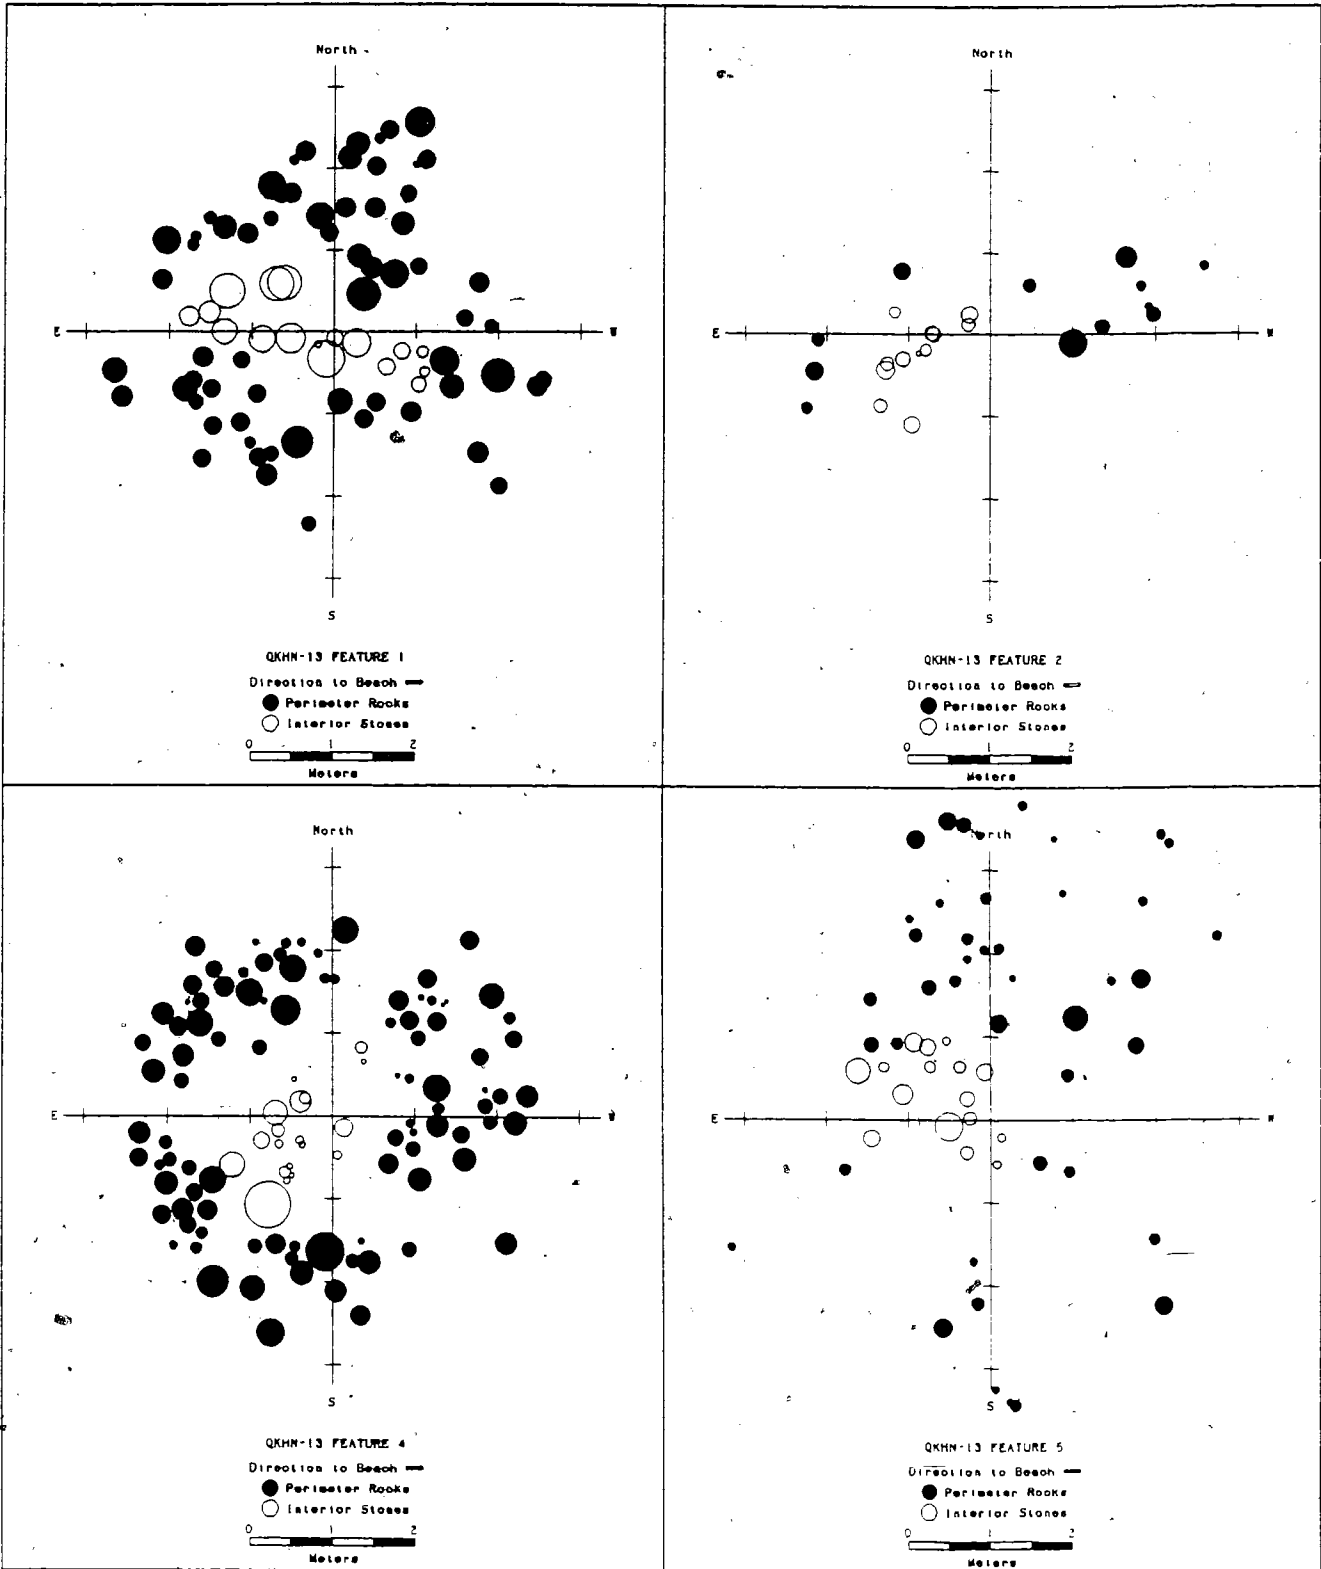 North
E W
S
QKHN-13 FEATURE 1
Direction to Beach
Perimeter Rocks
Interior Stones
0 1 2
Meters
North
E W
S
QKHN-13 FEATURE 2
Direction to Beach
Perimeter Rocks
Interior Stones
0 1 2
Meters
North
E W
S
QKHN-13 FEATURE 4
Direction to Beach
Perimeter Rocks
Interior Stones
0 1 2
Meters
North
E W
S
QKHN-13 FEATURE 5
Direction to Beach
Perimeter Rocks
Interior Stones
0 1 2
Meters